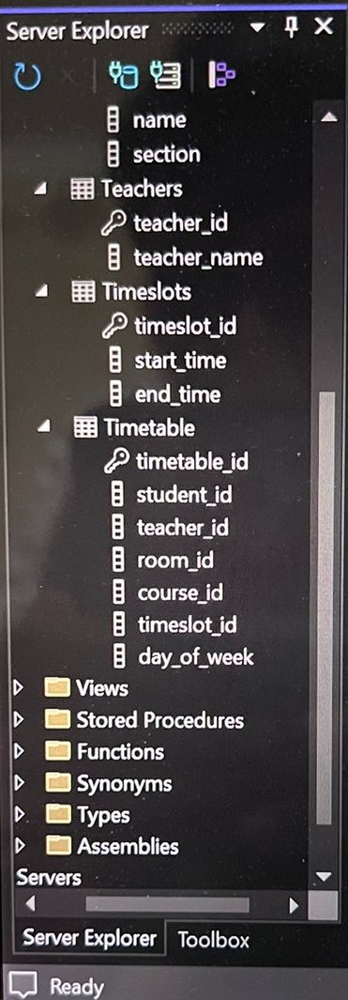 Server Explorer
name
section
Teachers
teacher_id
teacher_name
Timeslots
timeslot_id
start_time
end_time
Timetable
timetable_id
student_id
teacher_id
room_id
course_id
timeslot_id
day_of_week
Views
Stored Procedures
Functions
Synonyms
Types
Assemblies
Servers
Server Explorer Toolbox
Ready